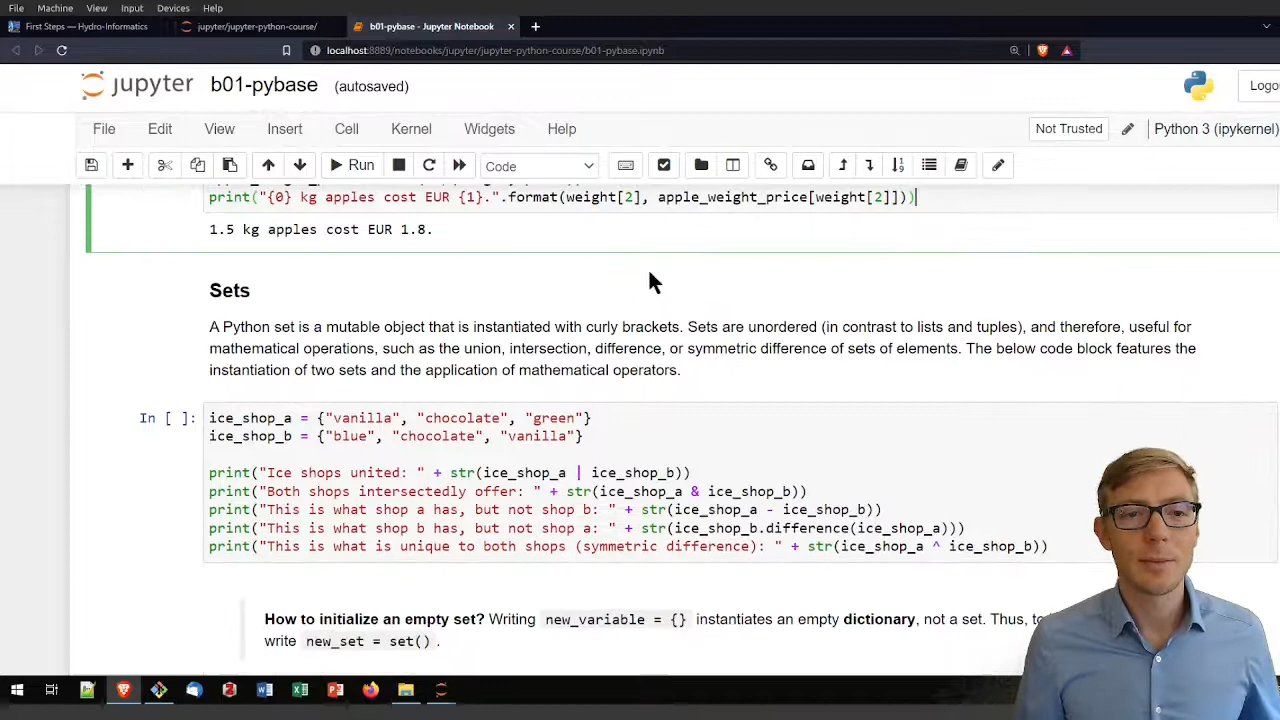 File Machine View Input Devices Help
First Steps — Hydro-Informatics jupyter/jupyter-python-course/ b01-pybase - Jupyter Notebook
localhost:8889/notebooks/jupyter/jupyter-python-course/b01-pybase.ipynb
jupyter b01-pybase (autosaved) Logo
File Edit View Insert Cell Kernel Widgets Help Not Trusted Python 3 (ipykernel)
Run Code
print("{0} kg apples cost EUR {1}.".format(weight[2], apple_weight_price[weight[2]]))
1.5 kg apples cost EUR 1.8.
Sets
A Python set is a mutable object that is instantiated with curly brackets. Sets are unordered (in contrast to lists and tuples), and therefore, useful for
mathematical operations, such as the union, intersection, difference, or symmetric difference of sets of elements. The below code block features the
instantiation of two sets and the application of mathematical operators.
In [ ]: ice_shop_a = {"vanilla", "chocolate", "green"}
ice_shop_b = {"blue", "chocolate", "vanilla"}
print("Ice shops united: " + str(ice_shop_a | ice_shop_b))
print("Both shops intersectedly offer: " + str(ice_shop_a & ice_shop_b))
print("This is what shop a has, but not shop b: " + str(ice_shop_a - ice_shop_b))
print("This is what shop b has, but not shop a: " + str(ice_shop_b.difference(ice_shop_a)))
print("This is what is unique to both shops (symmetric difference): " + str(ice_shop_a ^ ice_shop_b))
How to initialize an empty set? Writing new_variable = {} instantiates an empty dictionary, not a set. Thus, to
write new_set = set() .